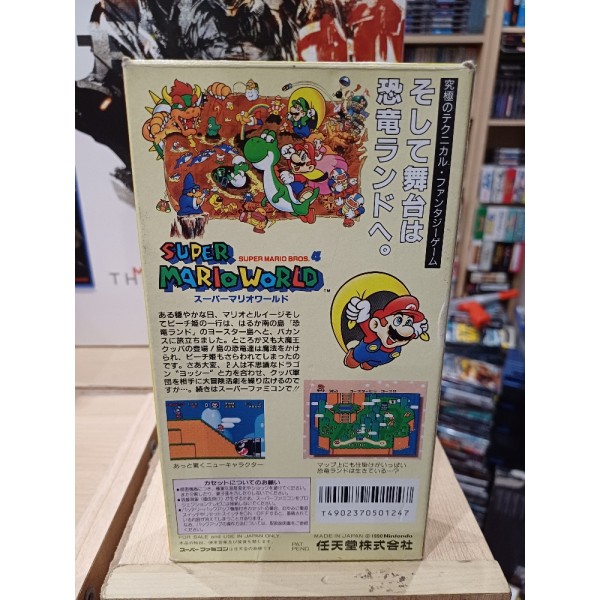 究極のテクニカル・ファンタジーゲーム
そして舞台は
恐竜ランドへ。
SUPER MARIO BROS. 4
SUPER
MARIO WORLD
TM
スーパーマリオワールド
ある穏やかな日、マリオとルイージそし
てピーチ姫の一行は、はるか南の島「恐
竜ランド」のヨースター島へと、バカン
スに旅立ちました。ところが又も大魔王
クッパの登場!島の恐竜達は魔法をかけ
られ、ピーチ姫もさらわれてしまったので
す。さあ大変、2人は不思議なドラゴ
ン"ヨッシー"と力を合わせ、クッパ軍
団を相手に大冒険活劇を繰り広げるので
すが…。続きはスーパーファミコンで!!
おっと驚くニューキャラクター
マップ上にも仕掛けがいっぱい
恐竜ランドは生きている…?
カセットについてのお願い
FOR SALE and USE IN JAPAN ONLY
スーパーファミコン
PAT.
PEND.
T4902370501247
MADE IN JAPAN ©1990 Nintendo
任天堂株式会社